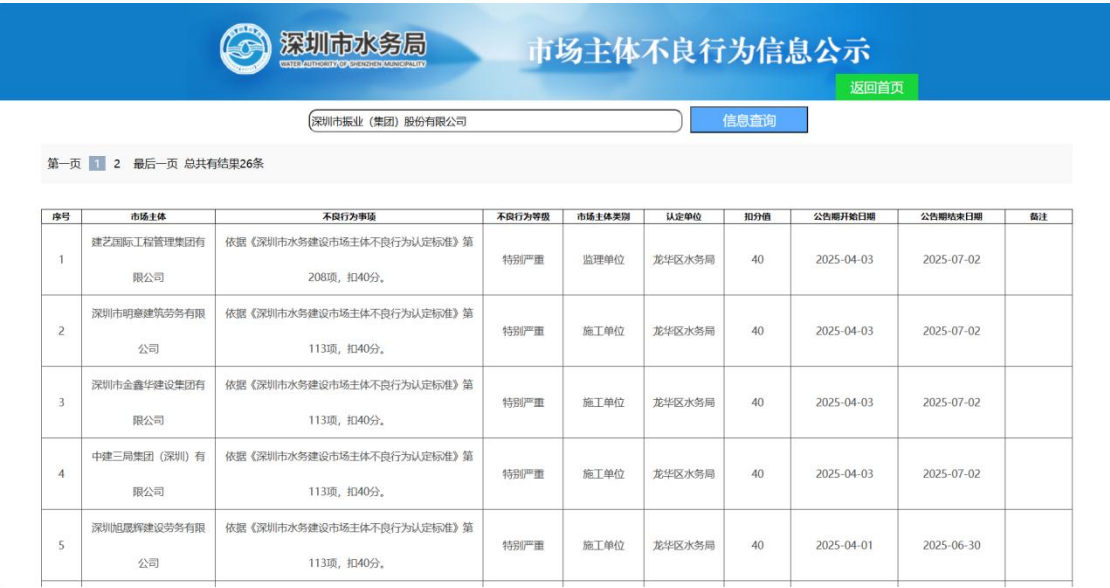 深圳市水务局
WATER AUTHORITY OF SHENZHEN MUNICIPALITY
市场主体不良行为信息公示
返回首页
深圳市振业（集团）股份有限公司
信息查询
第一页 1 2 最后一页 总共有结果26条
序号 市场主体 不良行为事项 不良行为等级 市场主体类别 认定单位 扣分值 公告期开始日期 公告期结束日期 备注
建艺国际工程管理集团有 依据《深圳市水务建设市场主体不良行为认定标准》第
1 特别严重 监理单位 龙华区水务局 40 2025-04-03 2025-07-02
限公司 208项，扣40分。
深圳市明意建筑劳务有限 依据《深圳市水务建设市场主体不良行为认定标准》第
2 特别严重 施工单位 龙华区水务局 40 2025-04-03 2025-07-02
公司 113项，扣40分。
深圳市金鑫华建设集团有 依据《深圳市水务建设市场主体不良行为认定标准》第
3 特别严重 施工单位 龙华区水务局 40 2025-04-03 2025-07-02
限公司 113项，扣40分。
中建三局集团（深圳）有 依据《深圳市水务建设市场主体不良行为认定标准》第
4 特别严重 施工单位 龙华区水务局 40 2025-04-03 2025-07-02
限公司 113项，扣40分。
深圳旭晟辉建设劳务有限 依据《深圳市水务建设市场主体不良行为认定标准》第
5 特别严重 施工单位 龙华区水务局 40 2025-04-01 2025-06-30
公司 113项，扣40分。